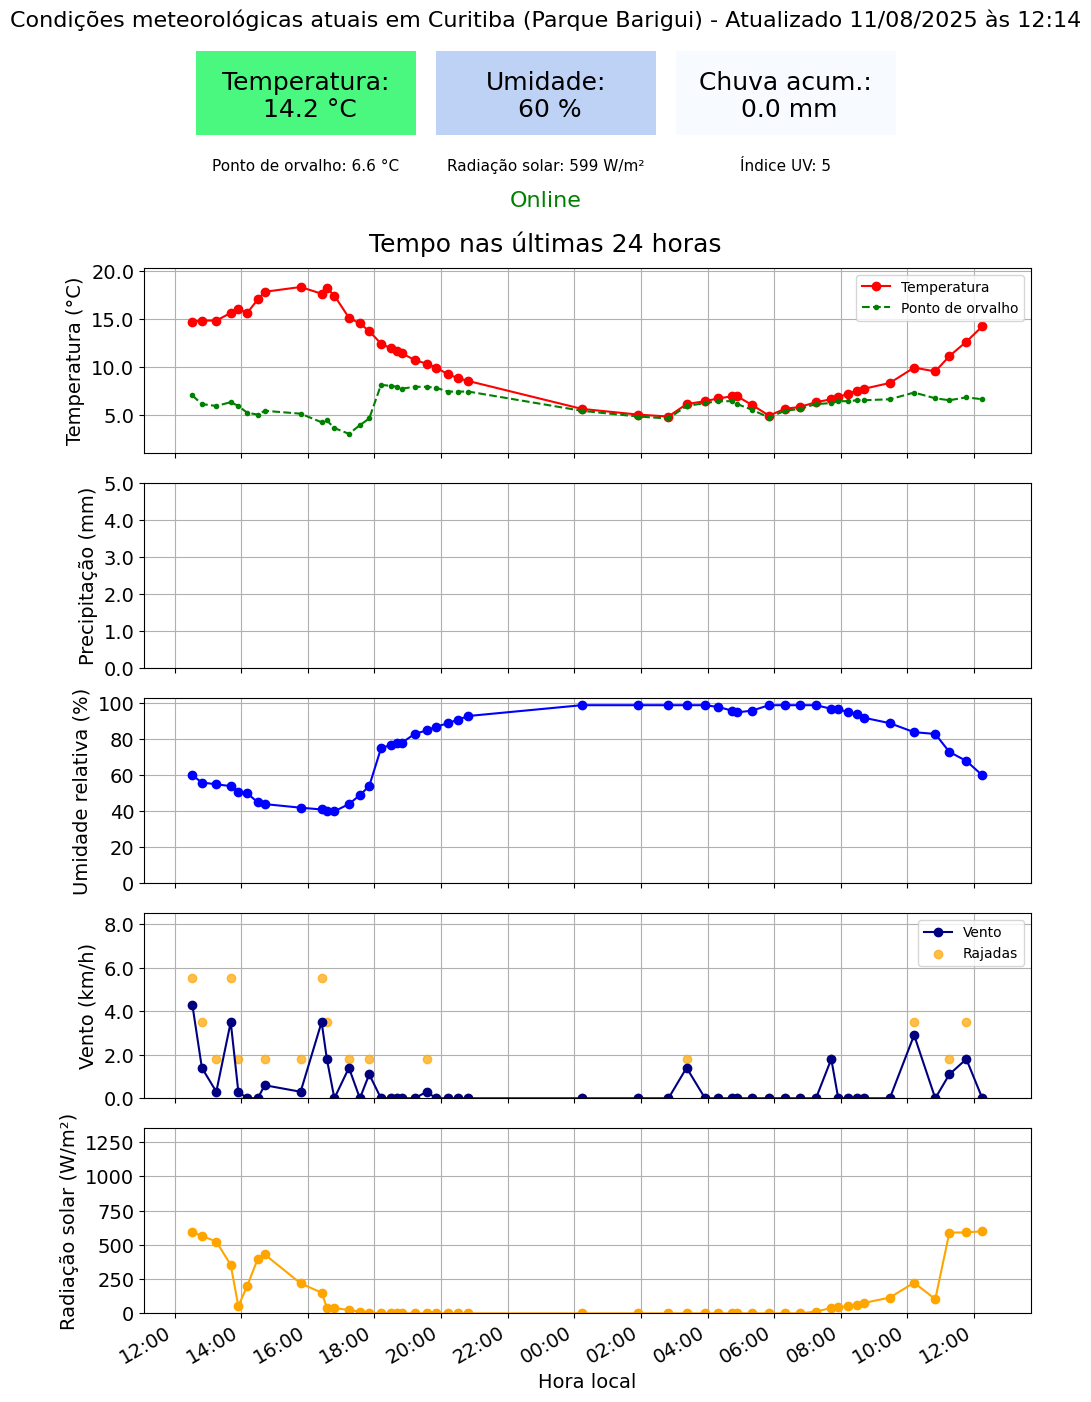 Condições meteorológicas atuais em Curitiba (Parque Barigui) - Atualizado 11/08/2025 às 12:14
Temperatura:
14.2 °C
Umidade:
60 %
Chuva acum.:
0.0 mm
Ponto de orvalho: 6.6 °C
Radiação solar: 599 W/m²
Índice UV: 5
Online
Tempo nas últimas 24 horas
Temperatura (°C)
20.0
15.0
10.0
5.0
Temperatura
Ponto de orvalho
Precipitação (mm)
5.0
4.0
3.0
2.0
1.0
0.0
Umidade relativa (%)
100
80
60
40
20
0
Vento (km/h)
8.0
6.0
4.0
2.0
0.0
Vento
Rajadas
Radiação solar (W/m²)
1250
1000
750
500
250
0
12:00
14:00
16:00
18:00
20:00
22:00
00:00
02:00
04:00
06:00
08:00
10:00
12:00
Hora local